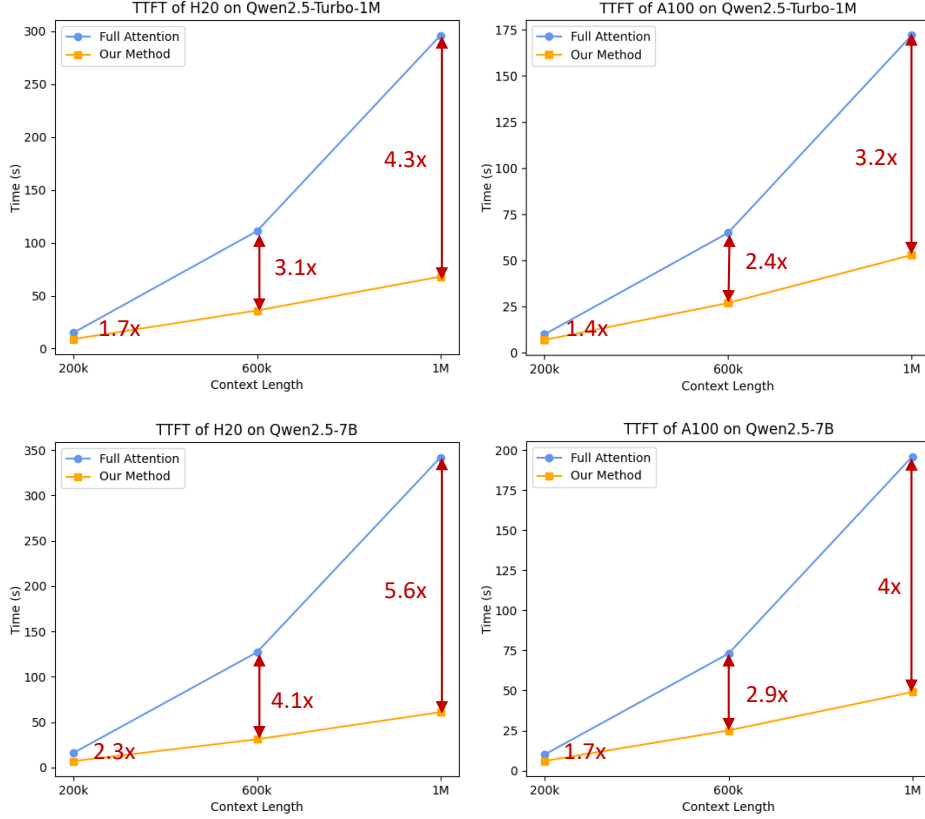 TTFT of H20 on Qwen2.5-Turbo-1M
Full Attention
Our Method
300
250
200
150
100
50
0
Time (s)
4.3x
3.1x
1.7x
200k
600k
1M
Context Length
TTFT of A100 on Qwen2.5-Turbo-1M
Full Attention
Our Method
175
150
125
100
75
50
25
0
Time (s)
3.2x
2.4x
1.4x
200k
600k
1M
Context Length
TTFT of H20 on Qwen2.5-7B
Full Attention
Our Method
350
300
250
200
150
100
50
0
Time (s)
5.6x
4.1x
2.3x
200k
600k
1M
Context Length
TTFT of A100 on Qwen2.5-7B
Full Attention
Our Method
200
175
150
125
100
75
50
25
0
Time (s)
4x
2.9x
1.7x
200k
600k
1M
Context Length